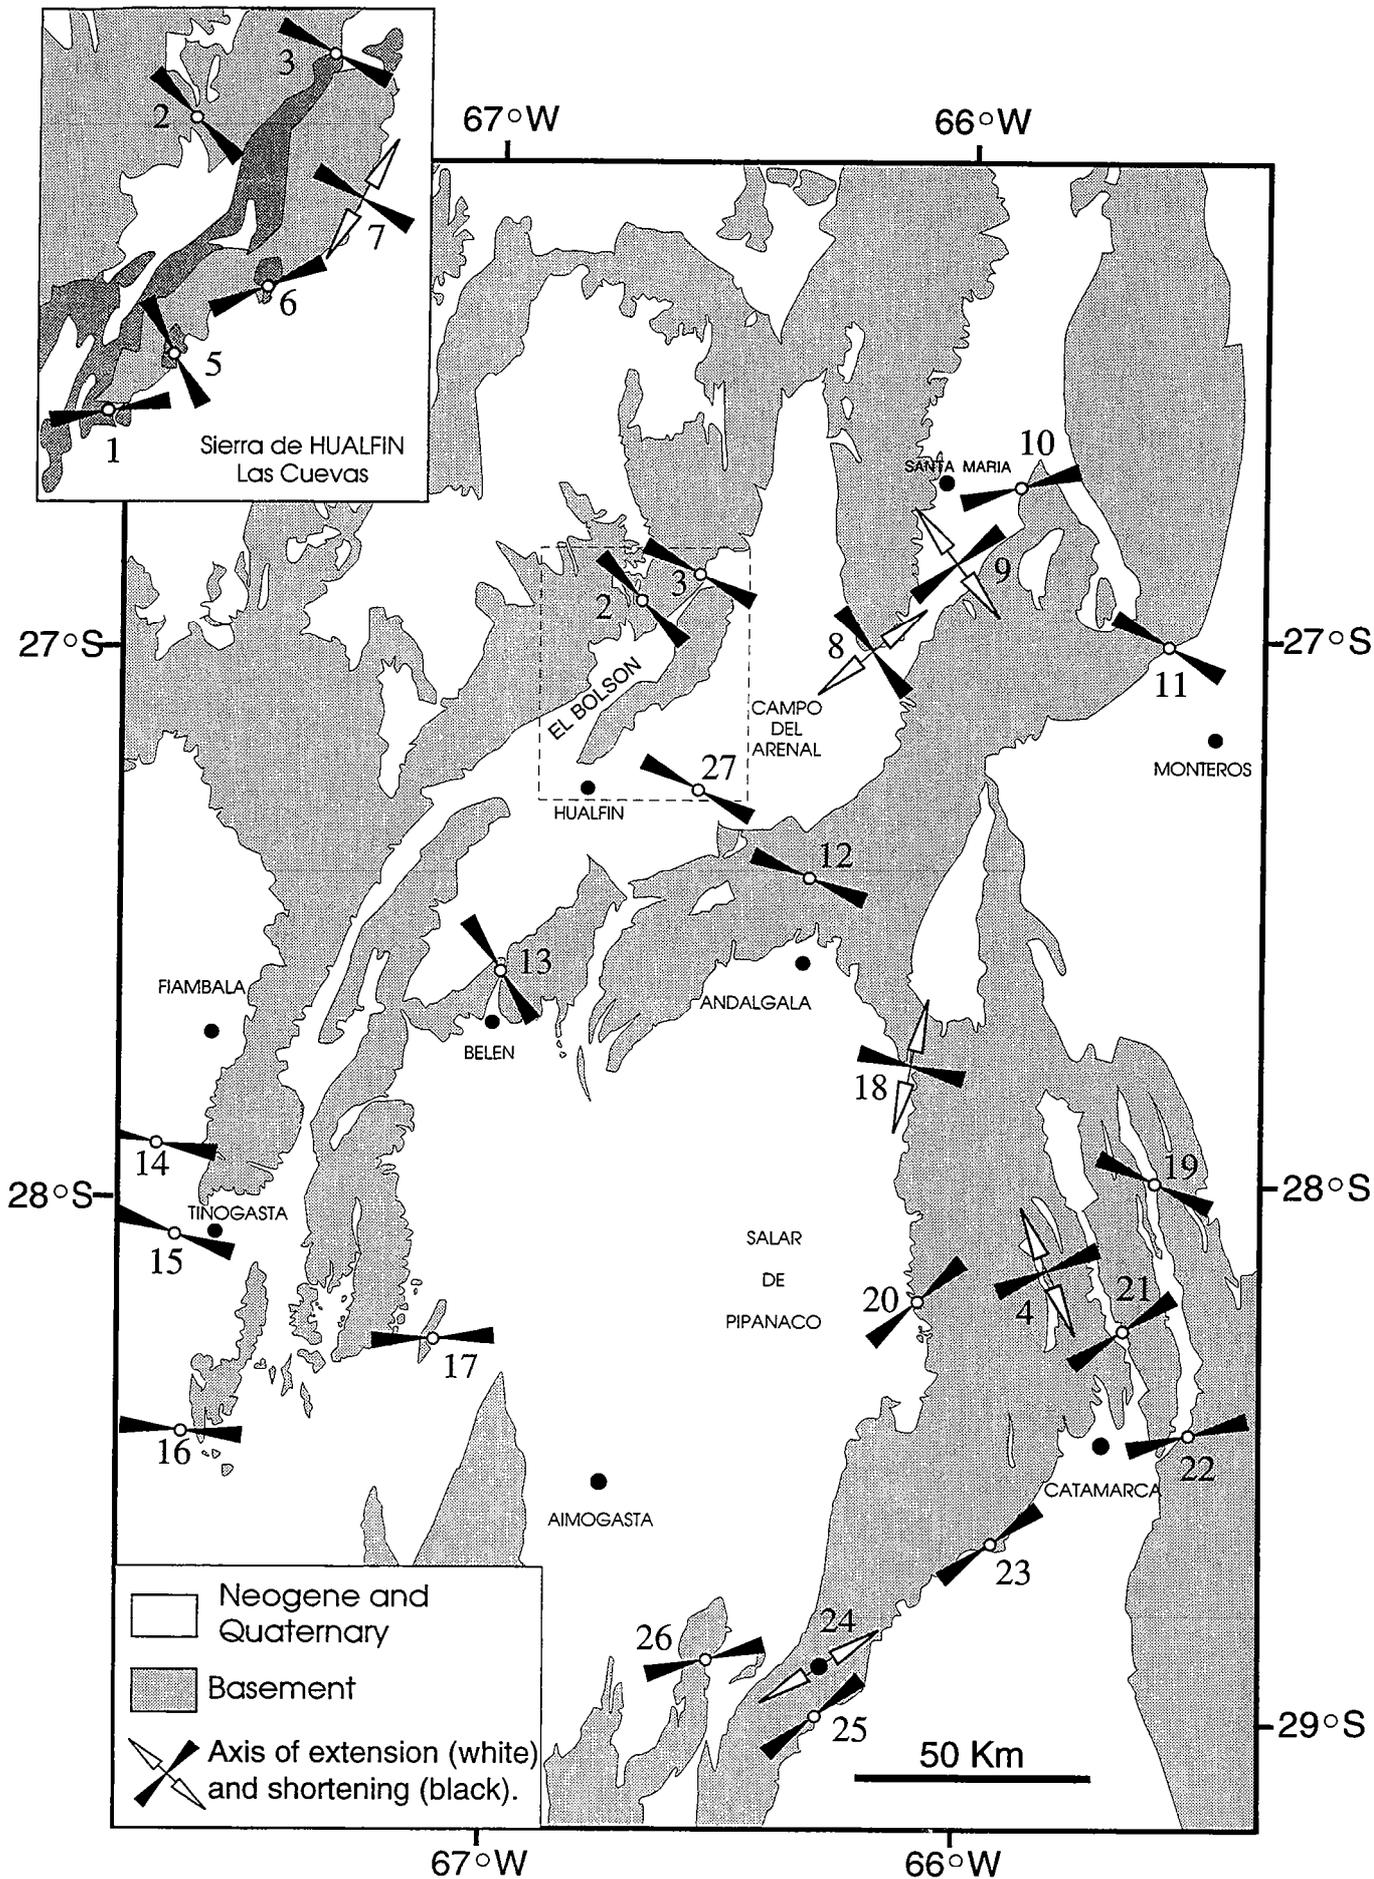 3
2
7
6
5
1
Sierra de HUALFIN
Las Cuevas
67°W
66°W
10
SANTA MARIA
9
3
2
8
27°S
27°S
11
EL BOLSON
CAMPO
DEL
ARENAL
MONTEROS
27
HUALFIN
12
13
FIAMBALA
ANDALGALA
BELEN
18
14
19
28°S
28°S
TINOGASTA
15
SALAR
DE
PIPANACO
20
4
21
17
16
22
CATAMARCA
AIMOGASTA
23
24
26
25
29°S
50 Km
Neogene and
Quaternary
Basement
Axis of extension (white)
and shortening (black).
67°W
66°W